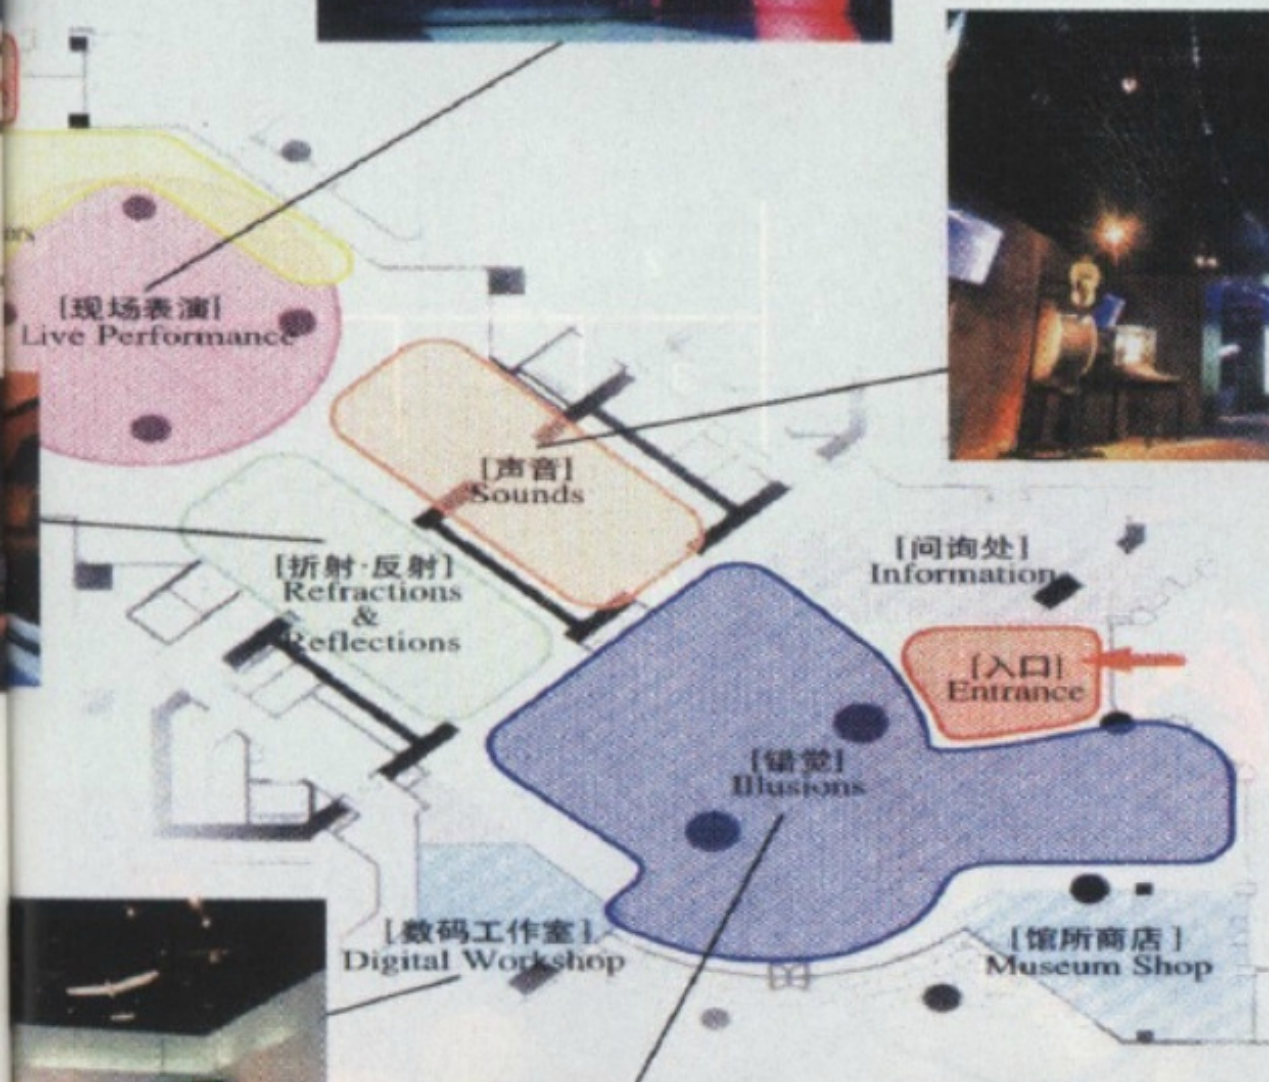 [现场表演]
Live Performance
[声音]
Sounds
[问询处]
Information
[折射·反射]
Refractions
&
Reflections
[入口]
Entrance
[错觉]
Illusions
[数码工作室]
Digital Workshop
[馆所商店]
Museum Shop